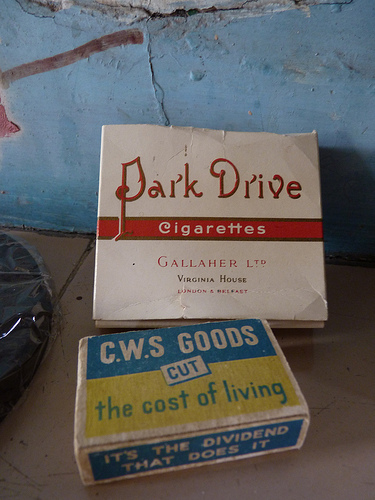 Park Drive
Cigarettes
GALLAHER LTD
VIRGINIA HOUSE
LONDON & BELFAST
C.W.S GOODS
CUT
the cost of living
IT'S THE DIVIDEND
THAT DOES IT